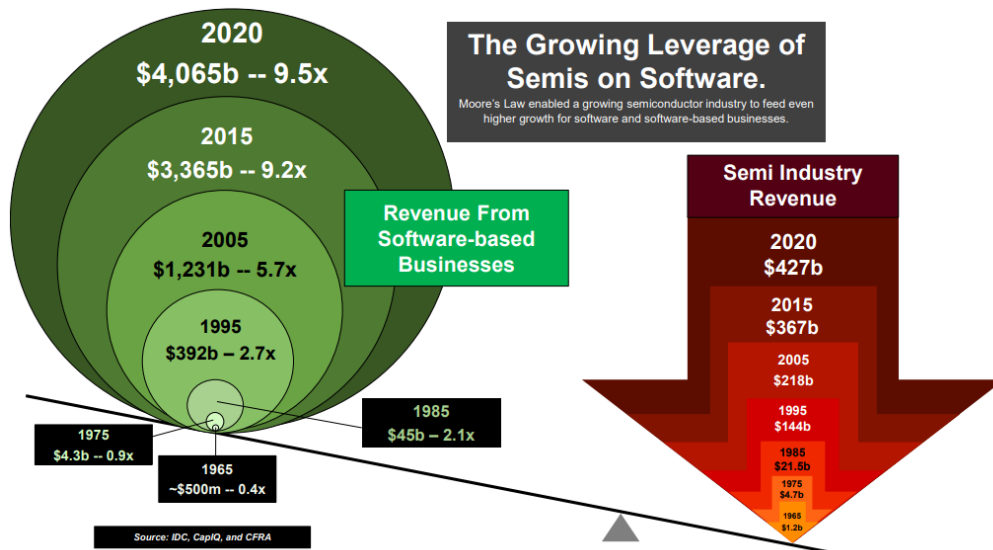 The Growing Leverage of
Semis on Software.
Moore's Law enabled a growing semiconductor industry to feed even
higher growth for software and software-based businesses.
2020
$4,065b -- 9.5x
2015
$3,365b -- 9.2x
2005
$1,231b -- 5.7x
1995
$392b – 2.7x
1985
$45b – 2.1x
1975
$4.3b -- 0.9x
1965
~$500m -- 0.4x
Revenue From
Software-based
Businesses
Semi Industry
Revenue
2020
$427b
2015
$367b
2005
$218b
1995
$144b
1985
$21.5b
1975
$4.7b
1965
$1.2b
Source: IDC, CapIQ, and CFRA